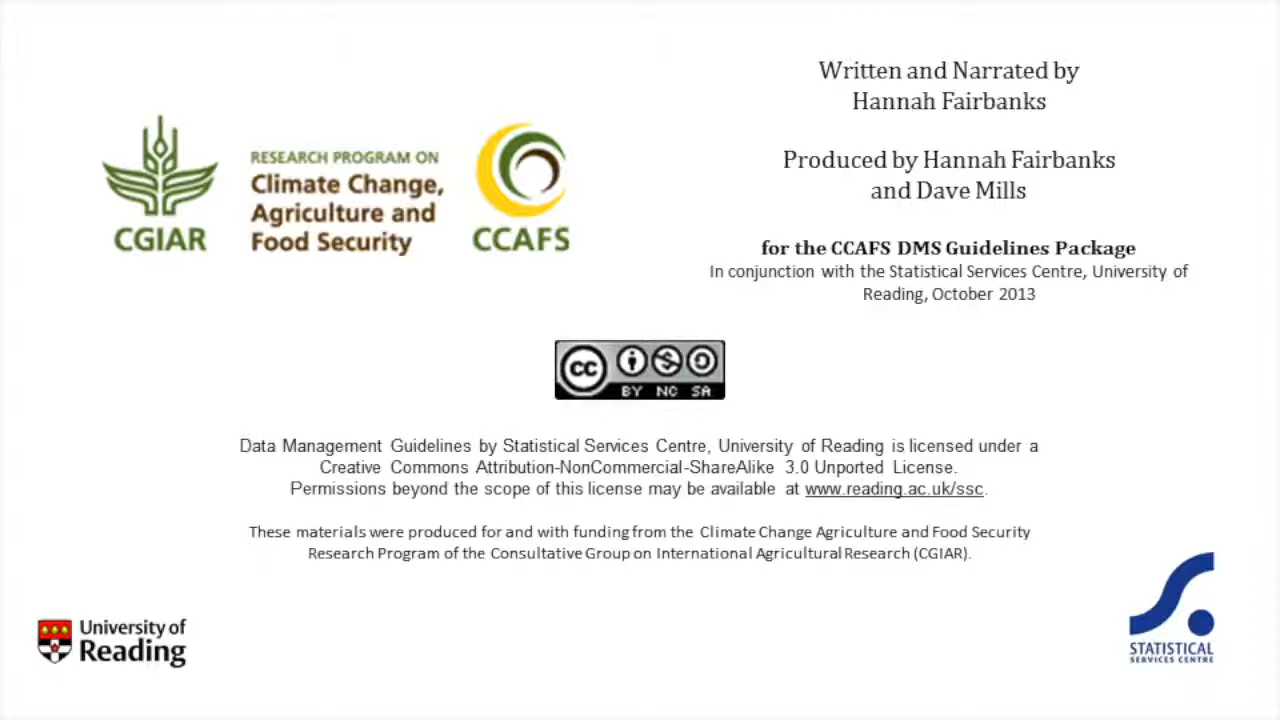 Written and Narrated by
Hannah Fairbanks
Produced by Hannah Fairbanks
and Dave Mills
for the CCAFS DMS Guidelines Package
In conjunction with the Statistical Services Centre, University of
Reading, October 2013
CGIAR
RESEARCH PROGRAM ON
Climate Change,
Agriculture and
Food Security
CCAFS
CC
BY NC SA
Data Management Guidelines by Statistical Services Centre, University of Reading is licensed under a
Creative Commons Attribution-NonCommercial-ShareAlike 3.0 Unported License.
Permissions beyond the scope of this license may be available at www.reading.ac.uk/ssc.
These materials were produced for and with funding from the Climate Change Agriculture and Food Security
Research Program of the Consultative Group on International Agricultural Research (CGIAR).
University of
Reading
STATISTICAL
SERVICES CENTRE